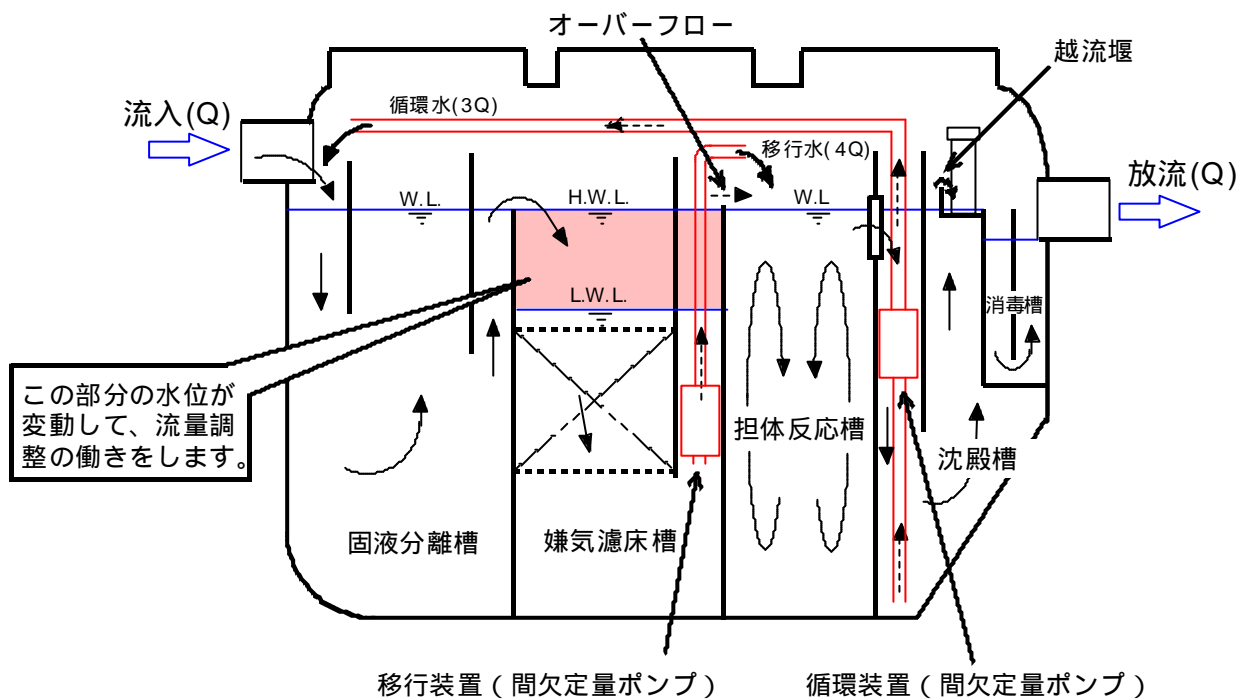 オーバーフロー
越流堰
流入(Q)
循環水(3Q)
移行水(4Q)
放流(Q)
W.L.
H.W.L.
W.L
L.W.L.
消毒槽
この部分の水位が
変動して、流量調
整の働きをします。
担体反応槽
沈殿槽
固液分離槽
嫌気濾床槽
移行装置(間欠定量ポンプ)
循環装置(間欠定量ポンプ)